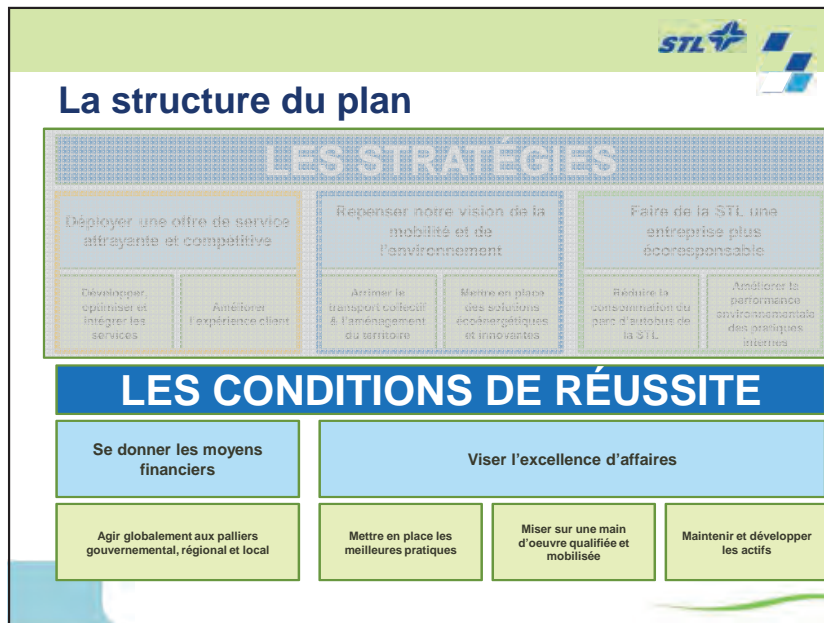 STL
La structure du plan
LES STRATÉGIES
Déployer une offre de service
attrayante et compétitive
Repenser notre vision de la
mobilité et de
l'environnement
Faire de la STL une
entreprise plus
écoresponsable
Développer,
optimiser et
intégrer les
services
Améliorer
l'expérience client
Arrimer le
transport collectif
à l'aménagement
du territoire
Mettre en place
des solutions
écoénergétiques
et innovantes
Réduire la
consommation du
parc d'autobus de
la STL
Améliorer la
performance
environnementale
des pratiques
internes
LES CONDITIONS DE RÉUSSITE
Se donner les moyens
financiers
Viser l'excellence d'affaires
Agir globalement aux palliers
gouvernemental, régional et local
Mettre en place les
meilleures pratiques
Miser sur une main
d'oeuvre qualifiée et
mobilisée
Maintenir et développer
les actifs